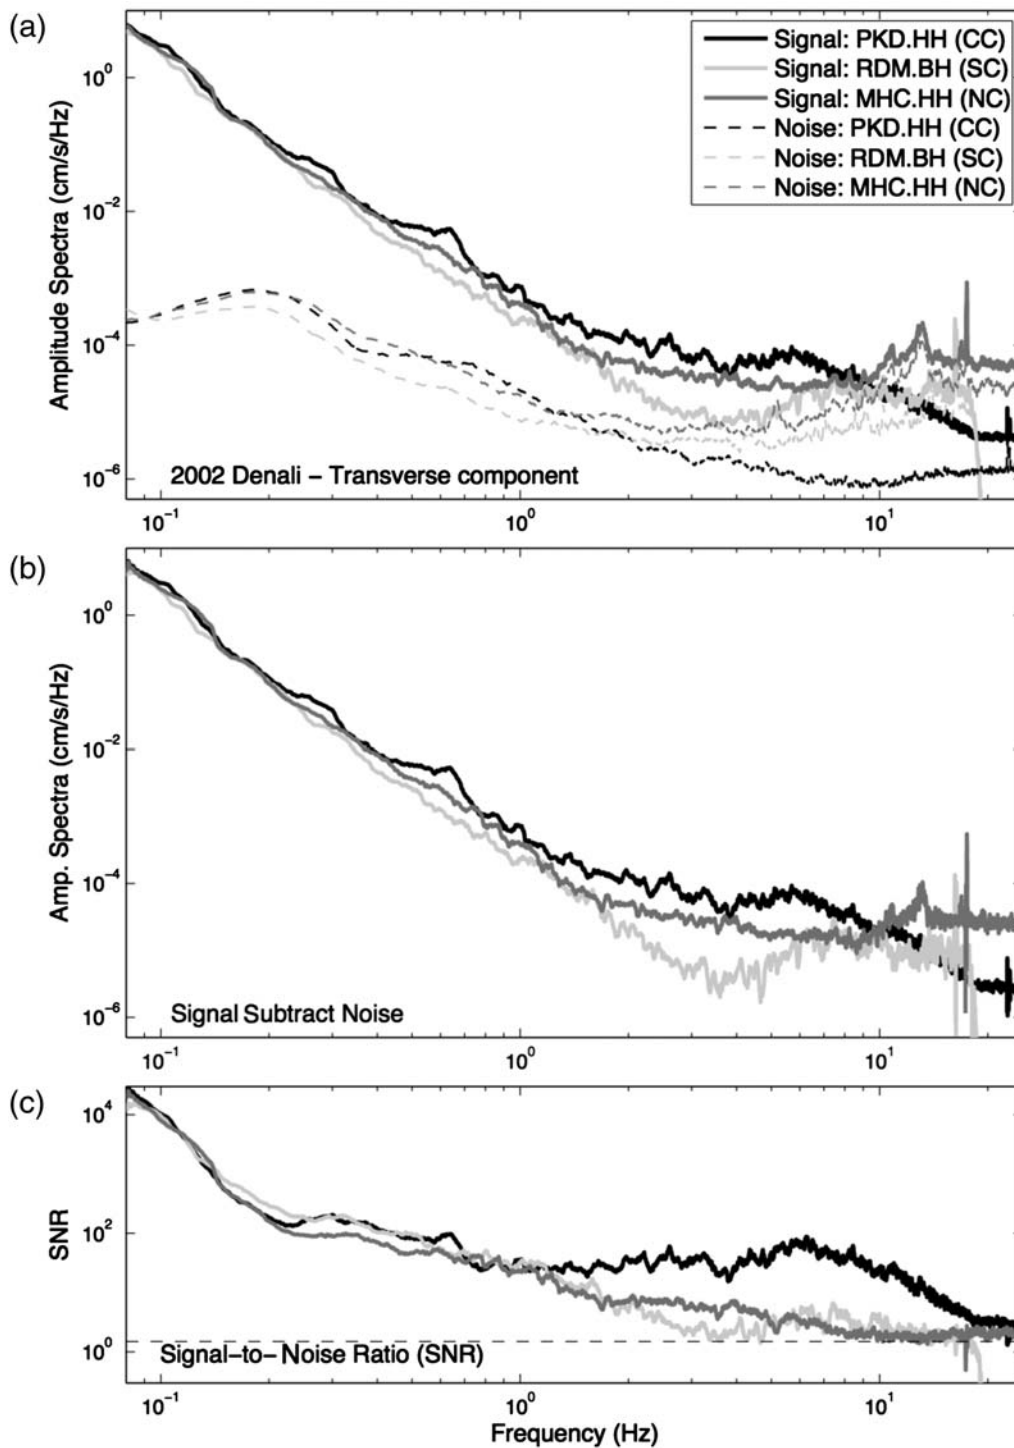 (a)
10^0
10^−2
10^−4
10^−6
Amplitude Spectra (cm/s/Hz)
Signal: PKD.HH (CC)
Signal: RDM.BH (SC)
Signal: MHC.HH (NC)
Noise: PKD.HH (CC)
Noise: RDM.BH (SC)
Noise: MHC.HH (NC)
2002 Denali − Transverse component
10^−1 10^0 10^1
(b)
10^0
10^−2
10^−4
10^−6
Amp. Spectra (cm/s/Hz)
Signal Subtract Noise
10^−1 10^0 10^1
(c)
10^4
10^2
10^0
SNR
Signal−to−Noise Ratio (SNR)
10^−1 10^0 10^1
Frequency (Hz)